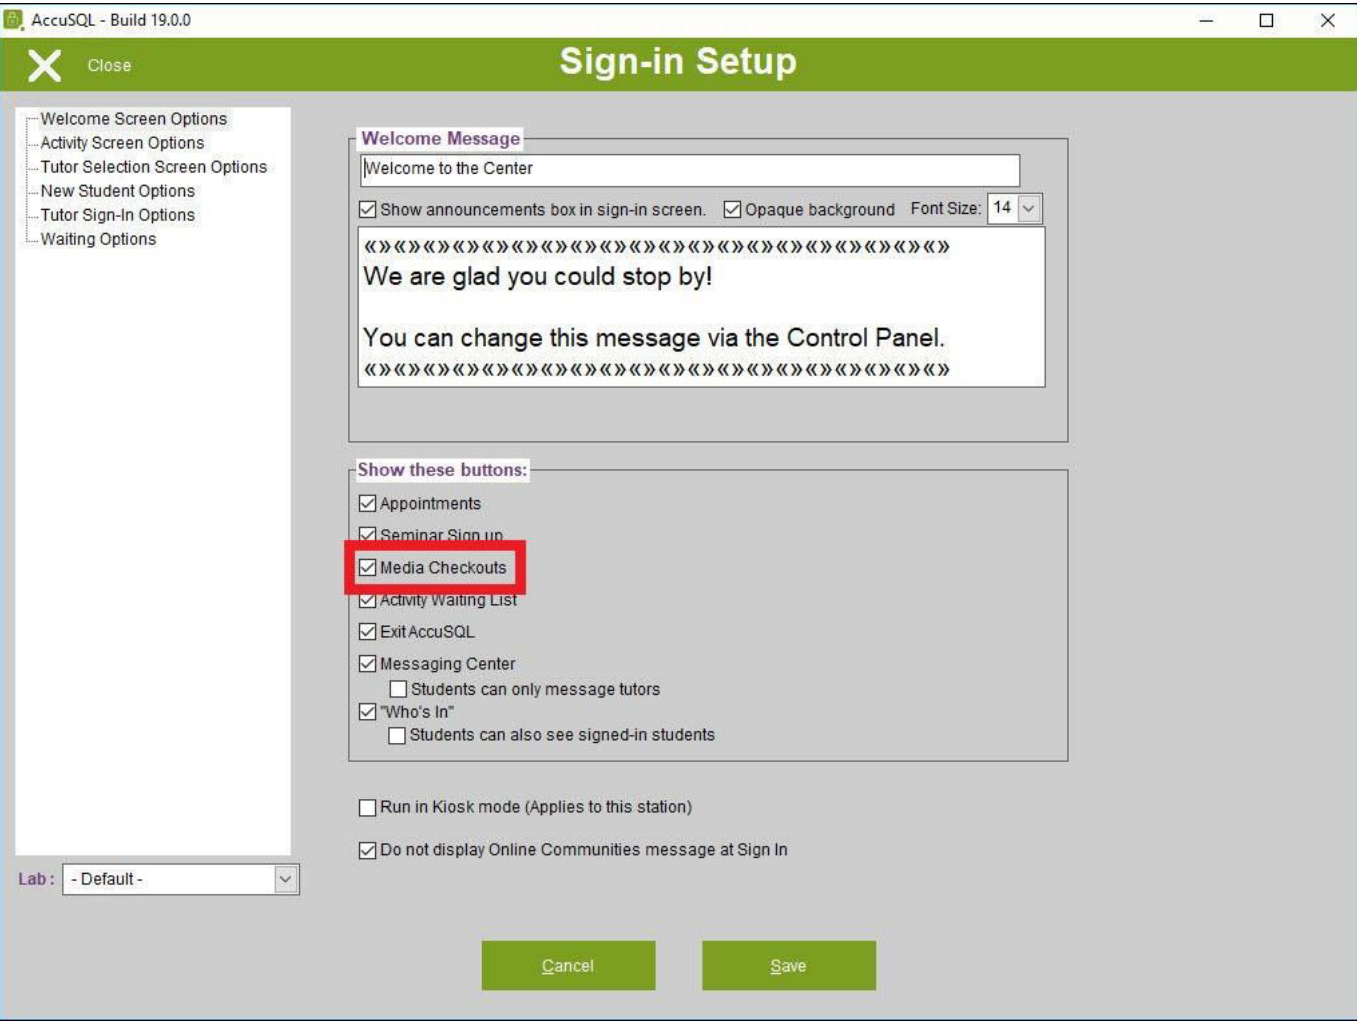 AccuSQL - Build 19.0.0
Close
Sign-in Setup
Welcome Screen Options
Activity Screen Options
Tutor Selection Screen Options
New Student Options
Tutor Sign-In Options
Waiting Options
Welcome Message
Welcome to the Center
Show announcements box in sign-in screen. Opaque background Font Size: 14
«»«»«»«»«»«»«»«»«»«»«»«»«»«»«»«»«»«»«»«»
We are glad you could stop by!
You can change this message via the Control Panel.
«»«»«»«»«»«»«»«»«»«»«»«»«»«»«»«»«»«»«»«»
Show these buttons:
Appointments
Seminar Sign up
Media Checkouts
Activity Waiting List
Exit AccuSQL
Messaging Center
Students can only message tutors
"Who's In"
Students can also see signed-in students
Run in Kiosk mode (Applies to this station)
Do not display Online Communities message at Sign In
Lab : - Default -
Cancel Save